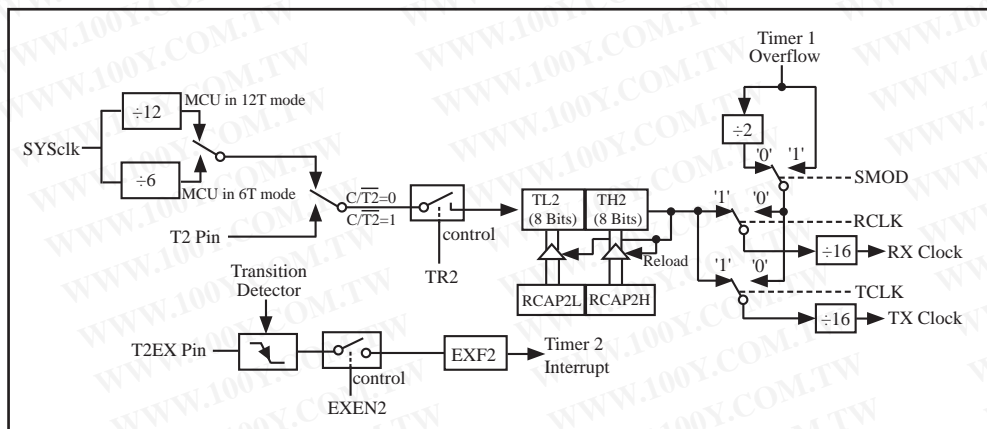 Timer 1
Overflow
÷12
MCU in 12T mode
SYSclk
÷6
MCU in 6T mode
÷2
'0'
'1'
SMOD
T2 Pin
C/T2=0
C/T2=1
control
TR2
TL2
(8 Bits)
TH2
(8 Bits)
Reload
RCAP2L
RCAP2H
'1'
'0'
RCLK
÷16
RX Clock
'1'
'0'
TCLK
÷16
TX Clock
Transition
Detector
T2EX Pin
control
EXEN2
EXF2
Timer 2
Interrupt
WWW.100Y.COM.TW